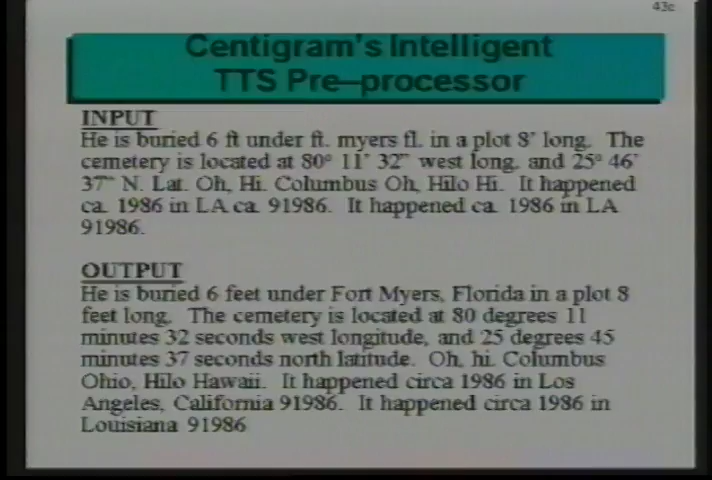 43c
Centigram's Intelligent
TTS Pre-processor
INPUT
He is buried 6 ft under ft. myers fl. in a plot 8' long. The
cemetery is located at 80° 11' 32" west long, and 25° 46'
37" N. Lat. Oh, Hi. Columbus Oh, Hilo Hi. It happened
ca. 1986 in LA ca. 91986. It happened ca. 1986 in LA
91986.
OUTPUT
He is buried 6 feet under Fort Myers, Florida in a plot 8
feet long. The cemetery is located at 80 degrees 11
minutes 32 seconds west longitude, and 25 degrees 45
minutes 37 seconds north latitude. Oh, hi. Columbus
Ohio, Hilo Hawaii. It happened circa 1986 in Los
Angeles, California 91986. It happened circa 1986 in
Louisiana 91986